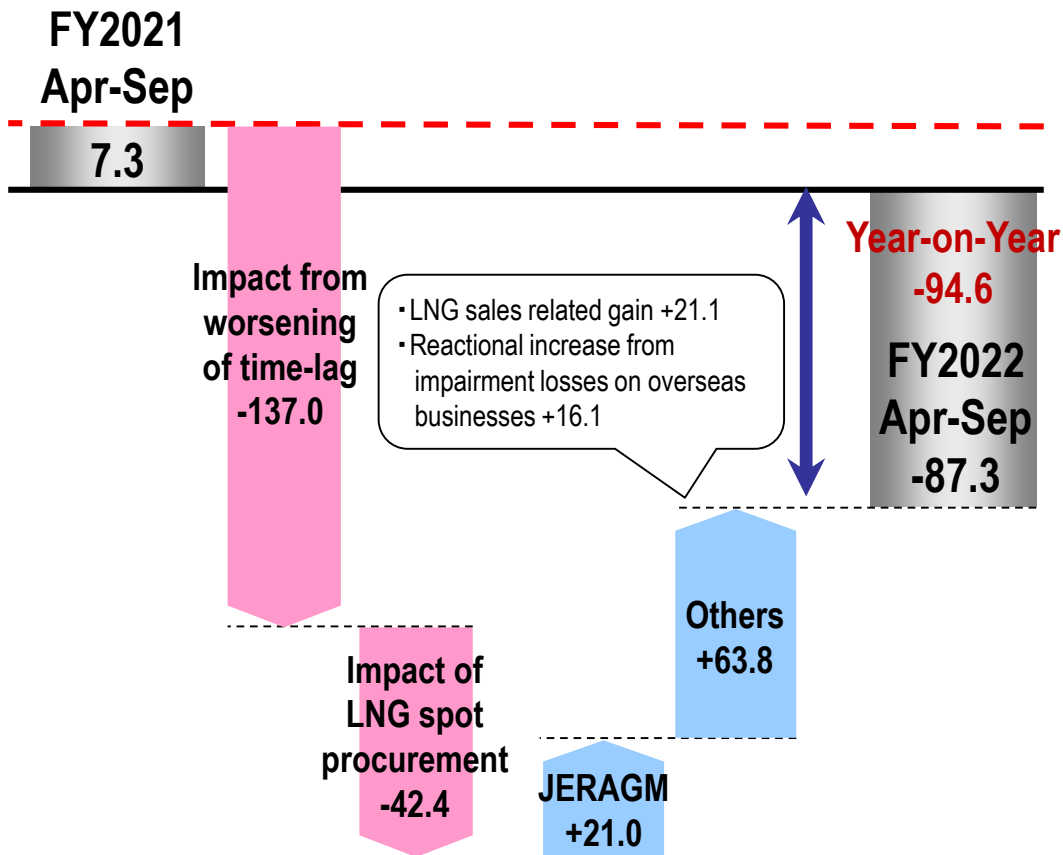 FY2021
Apr-Sep
7.3
Impact from
worsening
of time-lag
-137.0
・LNG sales related gain +21.1
・Reactional increase from
impairment losses on overseas
businesses +16.1
Year-on-Year
-94.6
FY2022
Apr-Sep
-87.3
Others
+63.8
Impact of
LNG spot
procurement
-42.4
JERAGM
+21.0